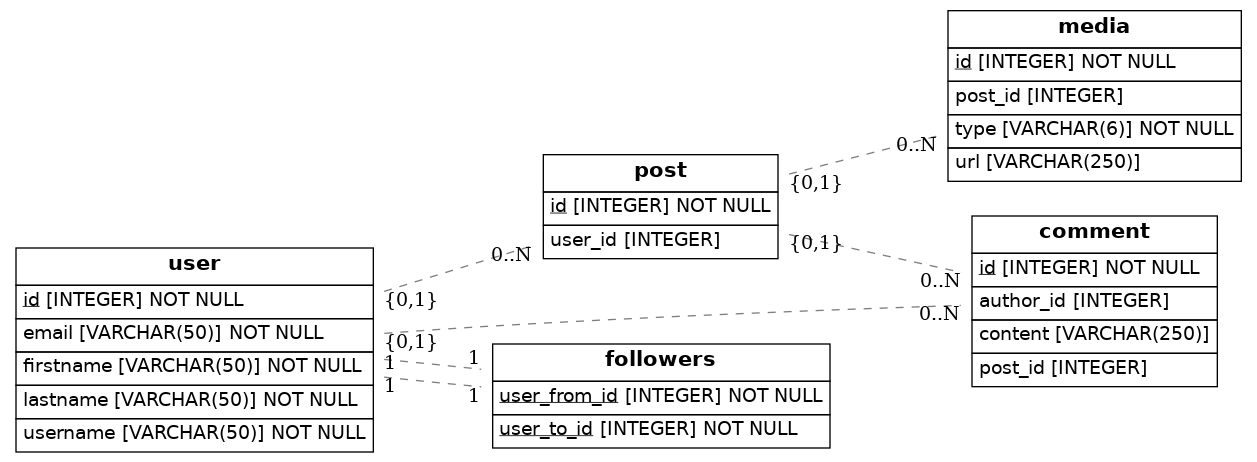 media
id [INTEGER] NOT NULL
post_id [INTEGER]
type [VARCHAR(6)] NOT NULL
url [VARCHAR(250)]
0..N
{0,1}
post
id [INTEGER] NOT NULL
user_id [INTEGER]
{0,1}
0..N
comment
id [INTEGER] NOT NULL
author_id [INTEGER]
content [VARCHAR(250)]
post_id [INTEGER]
0..N
0..N
{0,1}
user
id [INTEGER] NOT NULL
email [VARCHAR(50)] NOT NULL
firstname [VARCHAR(50)] NOT NULL
lastname [VARCHAR(50)] NOT NULL
username [VARCHAR(50)] NOT NULL
{0,1}
1
1
1
1
followers
user_from_id [INTEGER] NOT NULL
user_to_id [INTEGER] NOT NULL